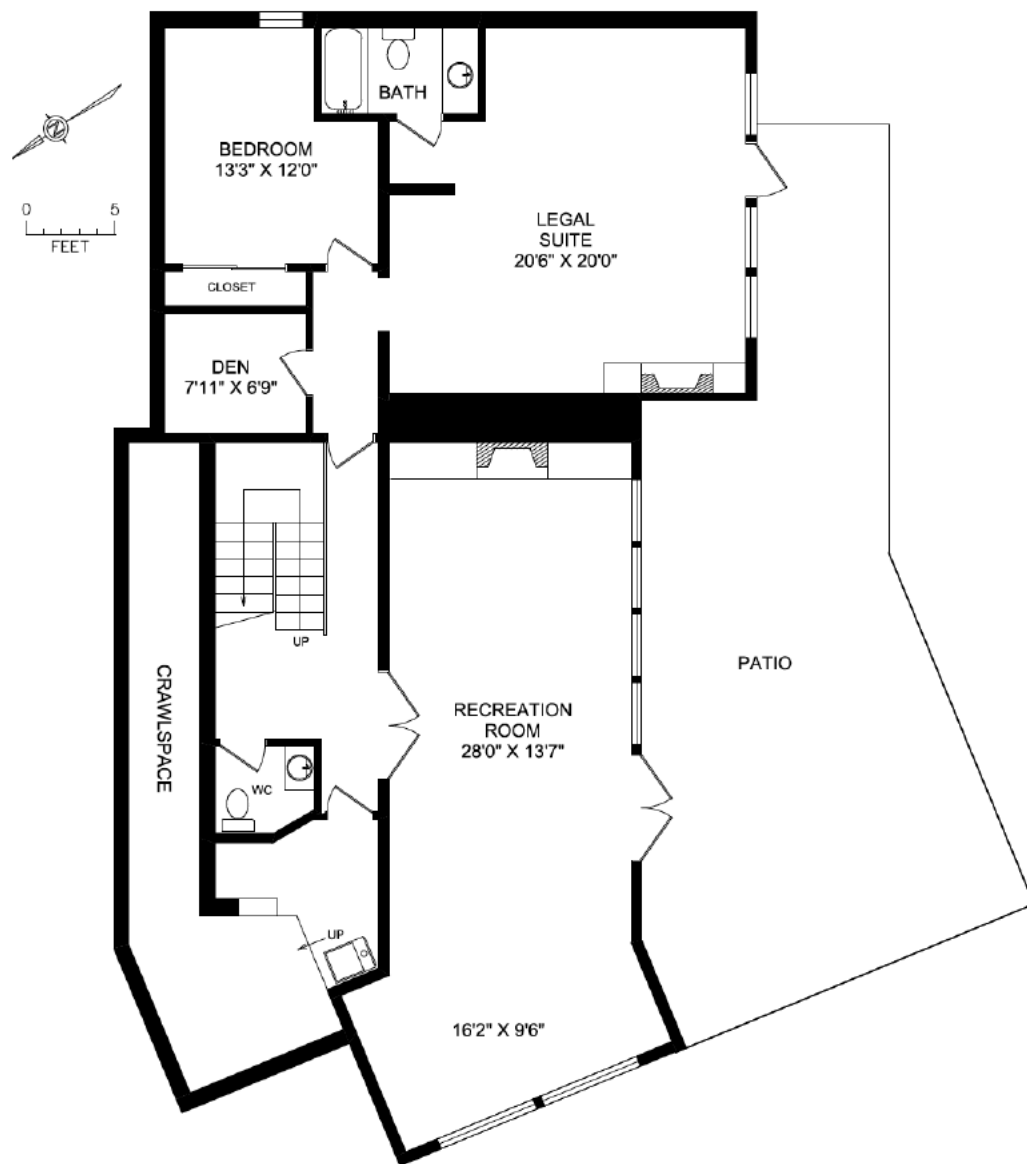 BATH
BEDROOM
13'3" X 12'0"
N
0 5
FEET
LEGAL
SUITE
20'6" X 20'0"
CLOSET
DEN
7'11" X 6'9"
UP
CRAWLSPACE
PATIO
RECREATION
ROOM
28'0" X 13'7"
WC
UP
16'2" X 9'6"